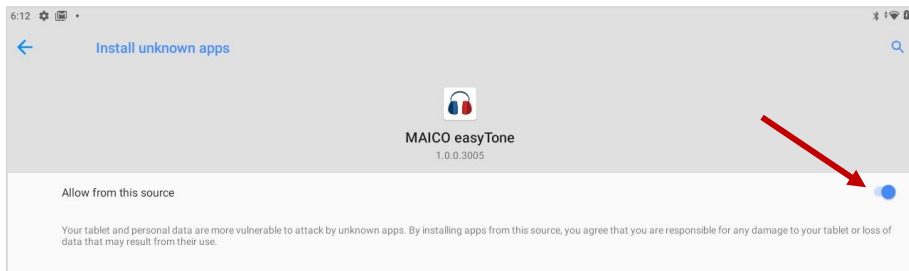 6:12
Install unknown apps
MAICO easyTone
1.0.0.3005
Allow from this source
Your tablet and personal data are more vulnerable to attack by unknown apps. By installing apps from this source, you agree that you are responsible for any damage to your tablet or loss of
data that may result from their use.